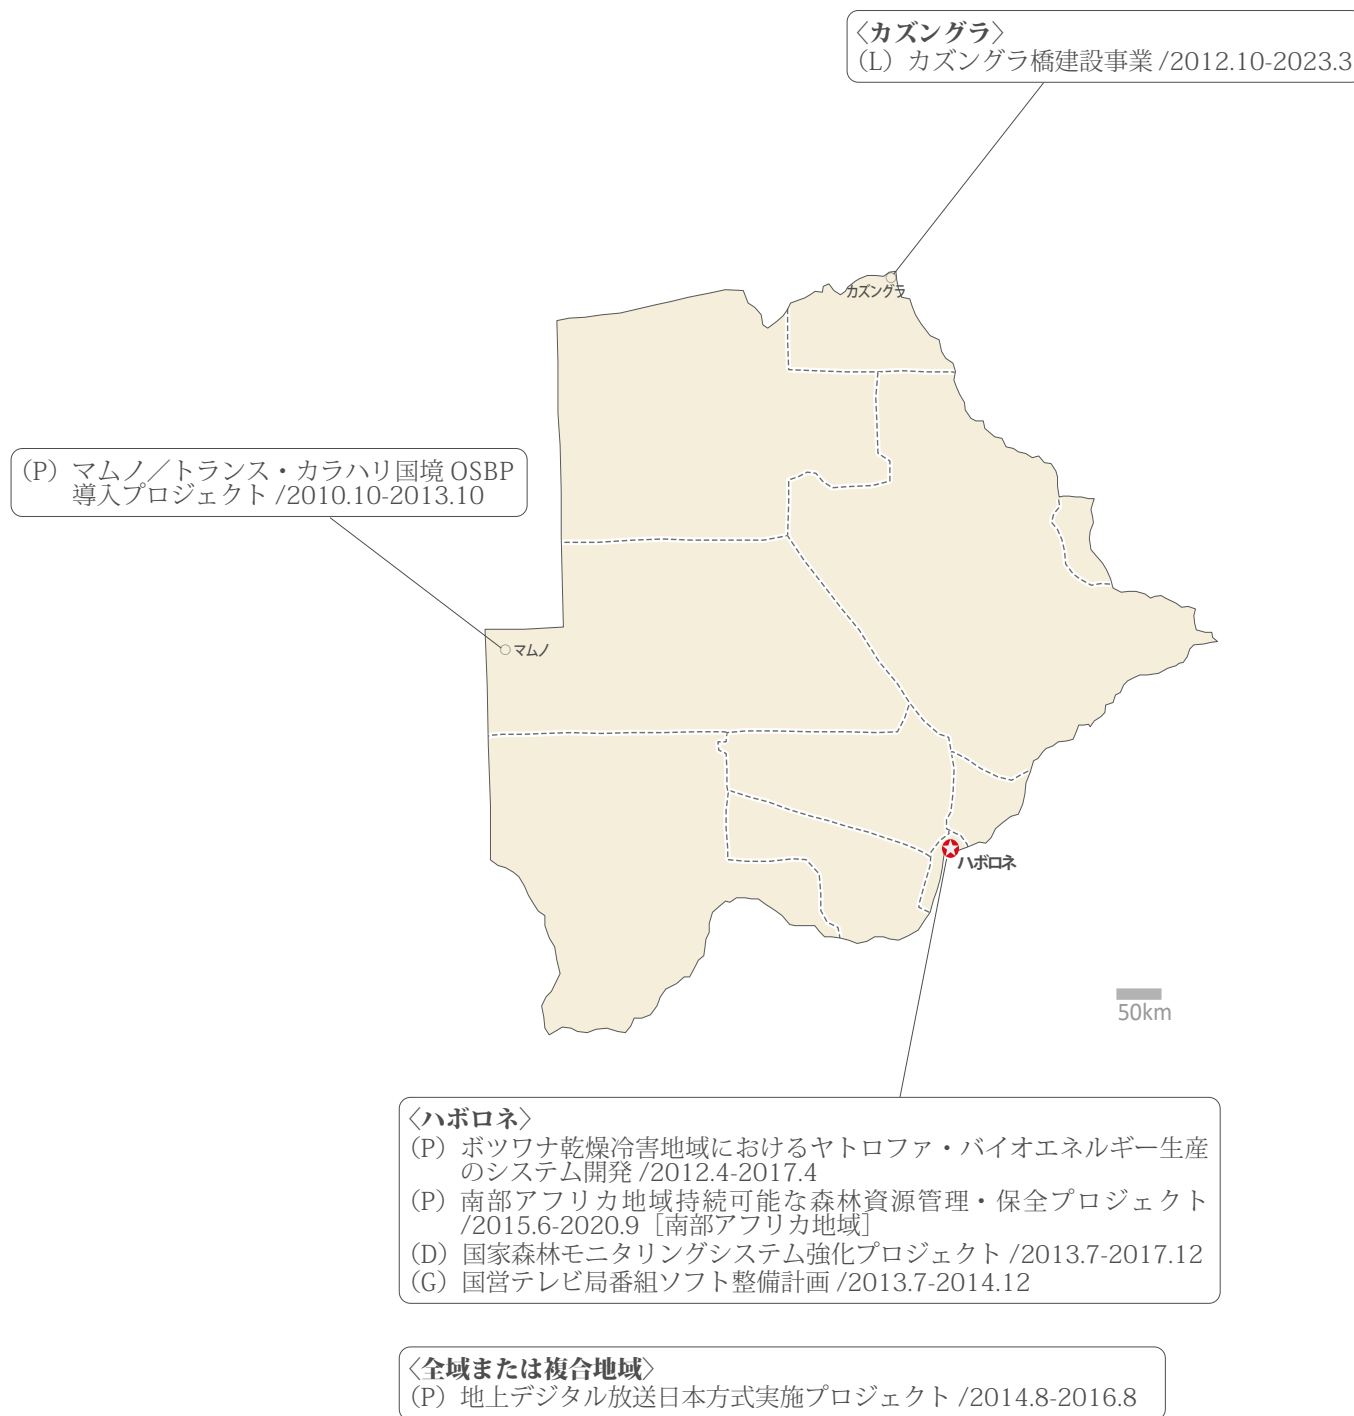 〈カズングラ〉
(L) カズングラ橋建設事業 /2012.10-2023.3
カズングラ
(P) マムノ／トランス・カラハリ国境 OSBP
導入プロジェクト /2010.10-2013.10
マムノ
ハボロネ
50km
〈ハボロネ〉
(P) ボツワナ乾燥冷害地域におけるヤトロファ・バイオエネルギー生産
のシステム開発 /2012.4-2017.4
(P) 南部アフリカ地域持続可能な森林資源管理・保全プロジェクト
/2015.6-2020.9［南部アフリカ地域］
(D) 国家森林モニタリングシステム強化プロジェクト /2013.7-2017.12
(G) 国営テレビ局番組ソフト整備計画 /2013.7-2014.12
〈全域または複合地域〉
(P) 地上デジタル放送日本方式実施プロジェクト /2014.8-2016.8